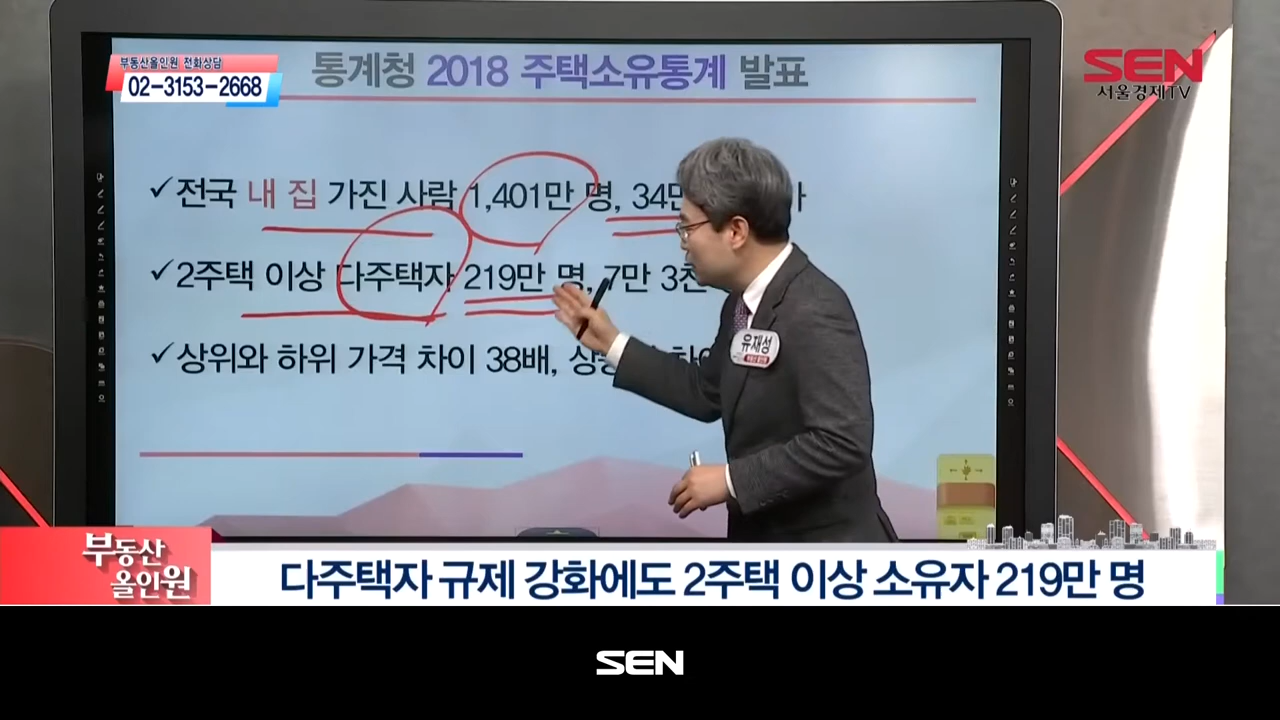 부동산올인원 전화상담
02-3153-2668
통계청 2018 주택소유통계 발표
SEN
서울경제TV
✓전국 내 집 가진 사람 1,401만 명, 34만
✓2주택 이상 다주택자 219만 명, 7만 3천
✓상위와 하위 가격 차이 38배,
유재성
부동산
올인원
다주택자 규제 강화에도 2주택 이상 소유자 219만 명
SEN